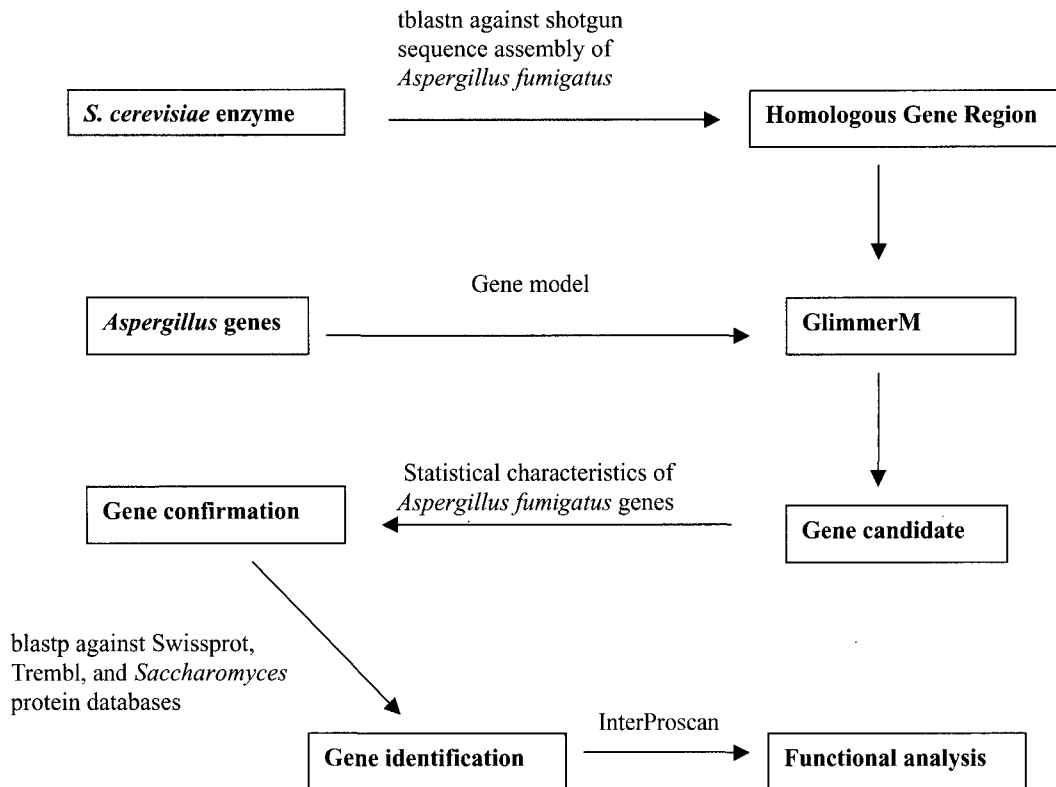 tblastn against shotgun
sequence assembly of
Aspergillus fumigatus
S. cerevisiae enzyme
Homologous Gene Region
Gene model
Aspergillus genes
GlimmerM
Statistical characteristics of
Aspergillus fumigatus genes
Gene confirmation
Gene candidate
blastp against Swissprot,
Trembl, and Saccharomyces
protein databases
InterProscan
Gene identification
Functional analysis